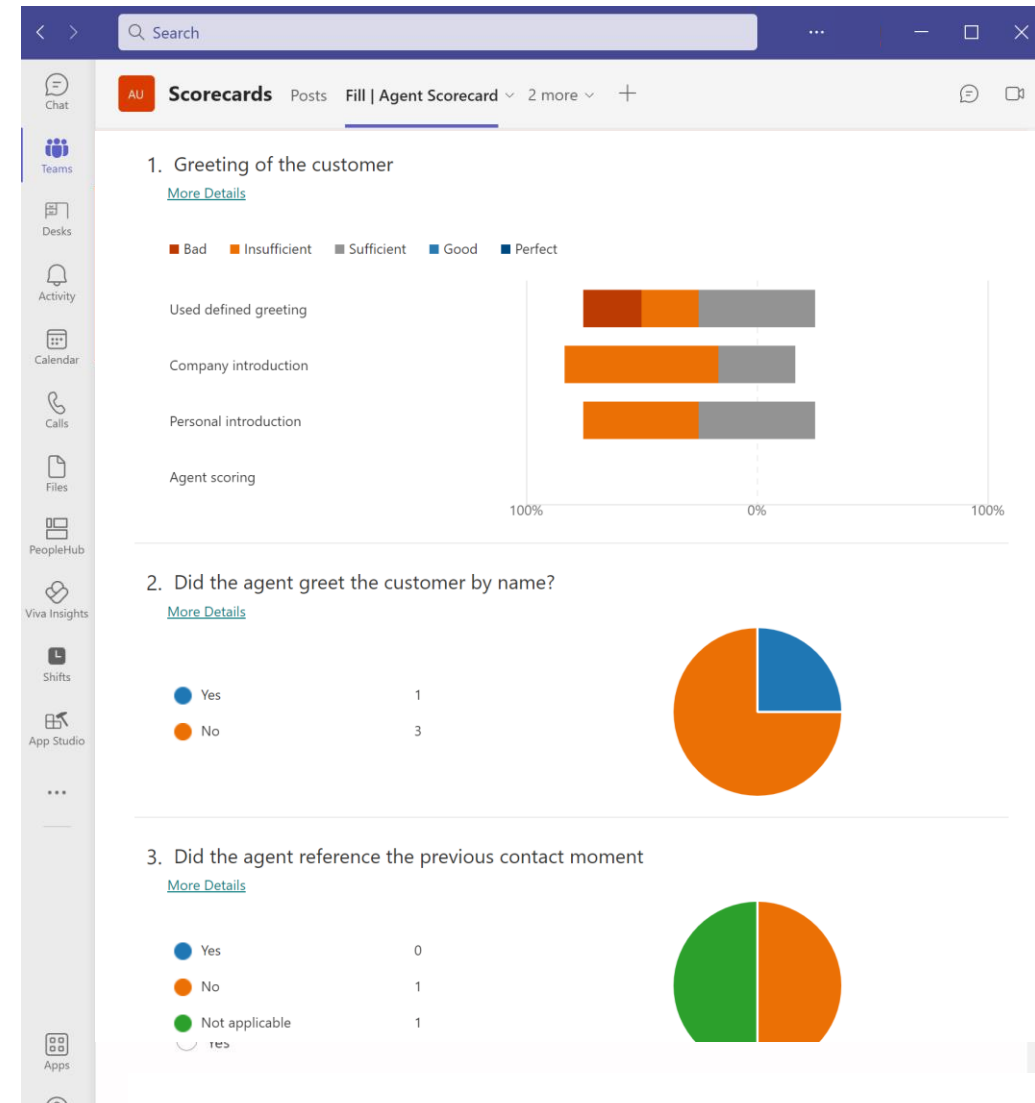 Search
AU Scorecards Posts Fill | Agent Scorecard 2 more
Chat
Teams
Desks
Activity
Calendar
Calls
Files
PeopleHub
Viva Insights
Shifts
App Studio
Apps
1. Greeting of the customer
More Details
Bad Insufficient Sufficient Good Perfect
Used defined greeting
Company introduction
Personal introduction
Agent scoring
100% 0% 100%
2. Did the agent greet the customer by name?
More Details
Yes 1
No 3
3. Did the agent reference the previous contact moment
More Details
Yes 0
No 1
Not applicable 1
Yes